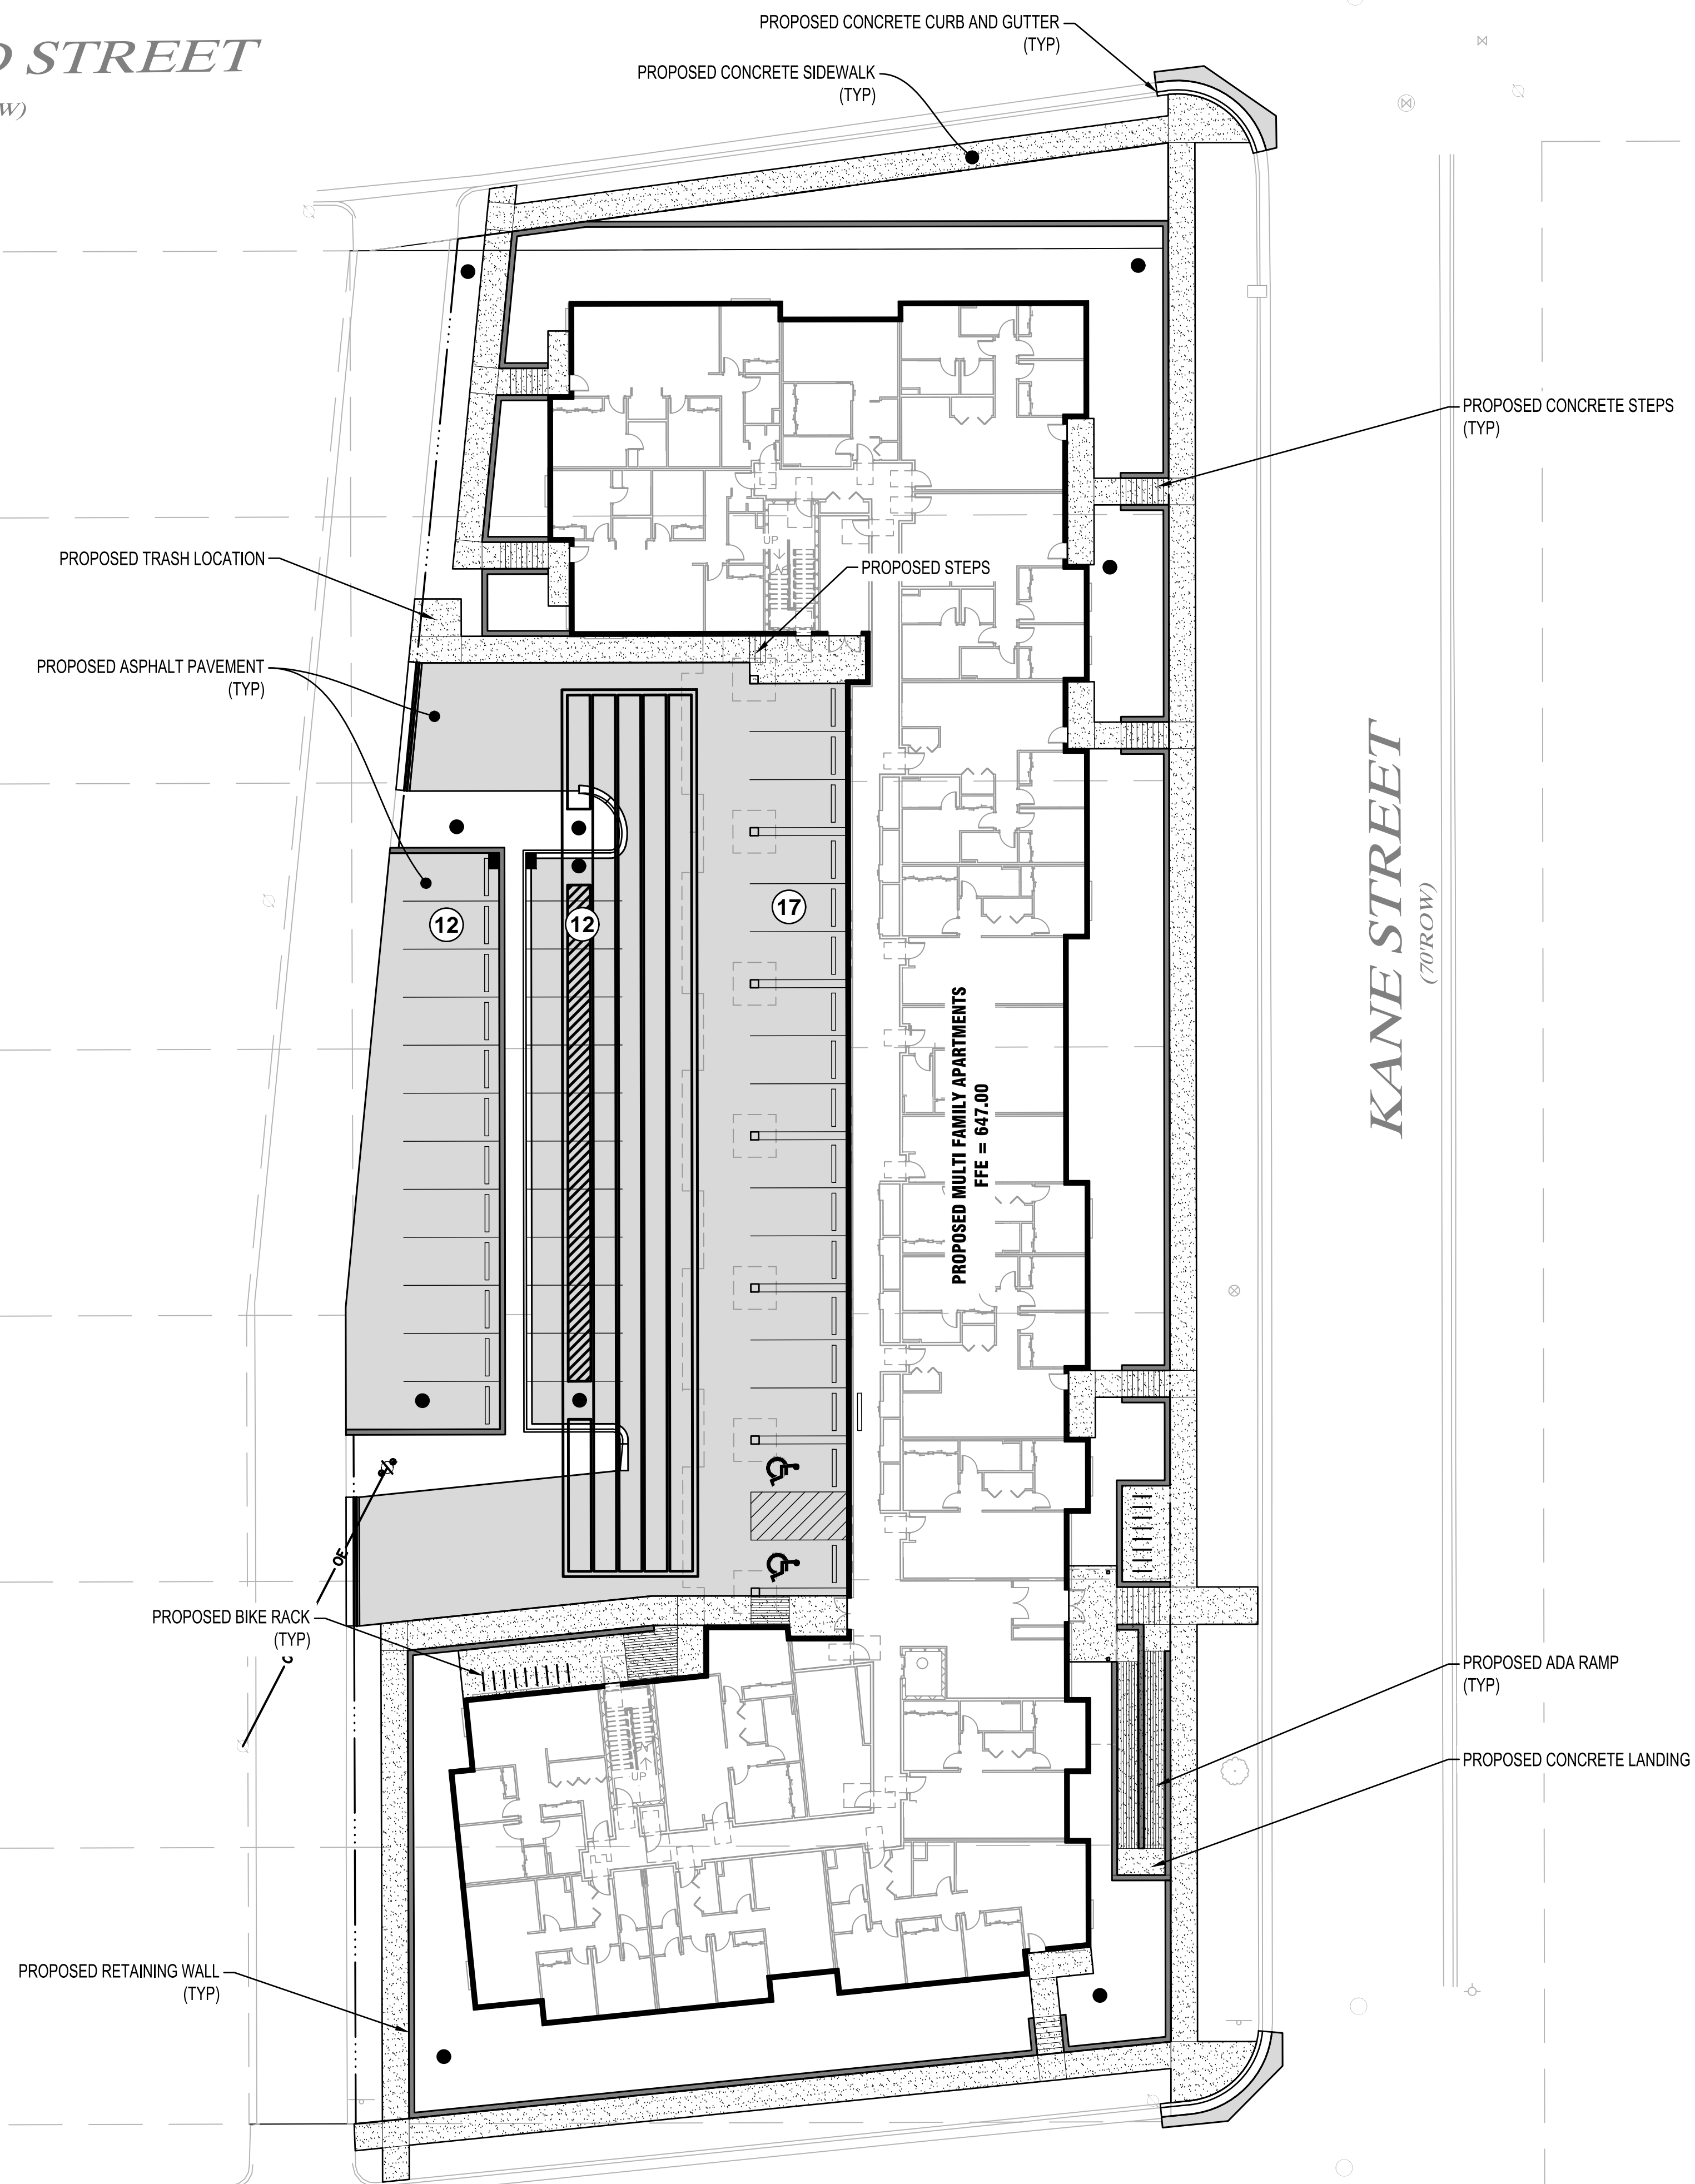 PROPOSED CONCRETE CURB AND GUTTER
(TYP)
STREET
PROPOSED CONCRETE SIDEWALK
(TYP)
PROPOSED CONCRETE STEPS
(TYP)
UP
PROPOSED TRASH LOCATION
PROPOSED STEPS
PROPOSED ASPHALT PAVEMENT
(TYP)
KANE STREET
(70'ROW)
12
12
17
PROPOSED MULTI FAMILY APARTMENTS
FFE = 647.00
OE
PROPOSED BIKE RACK
(TYP)
PROPOSED ADA RAMP
(TYP)
PROPOSED CONCRETE LANDING
UP
PROPOSED RETAINING WALL
(TYP)